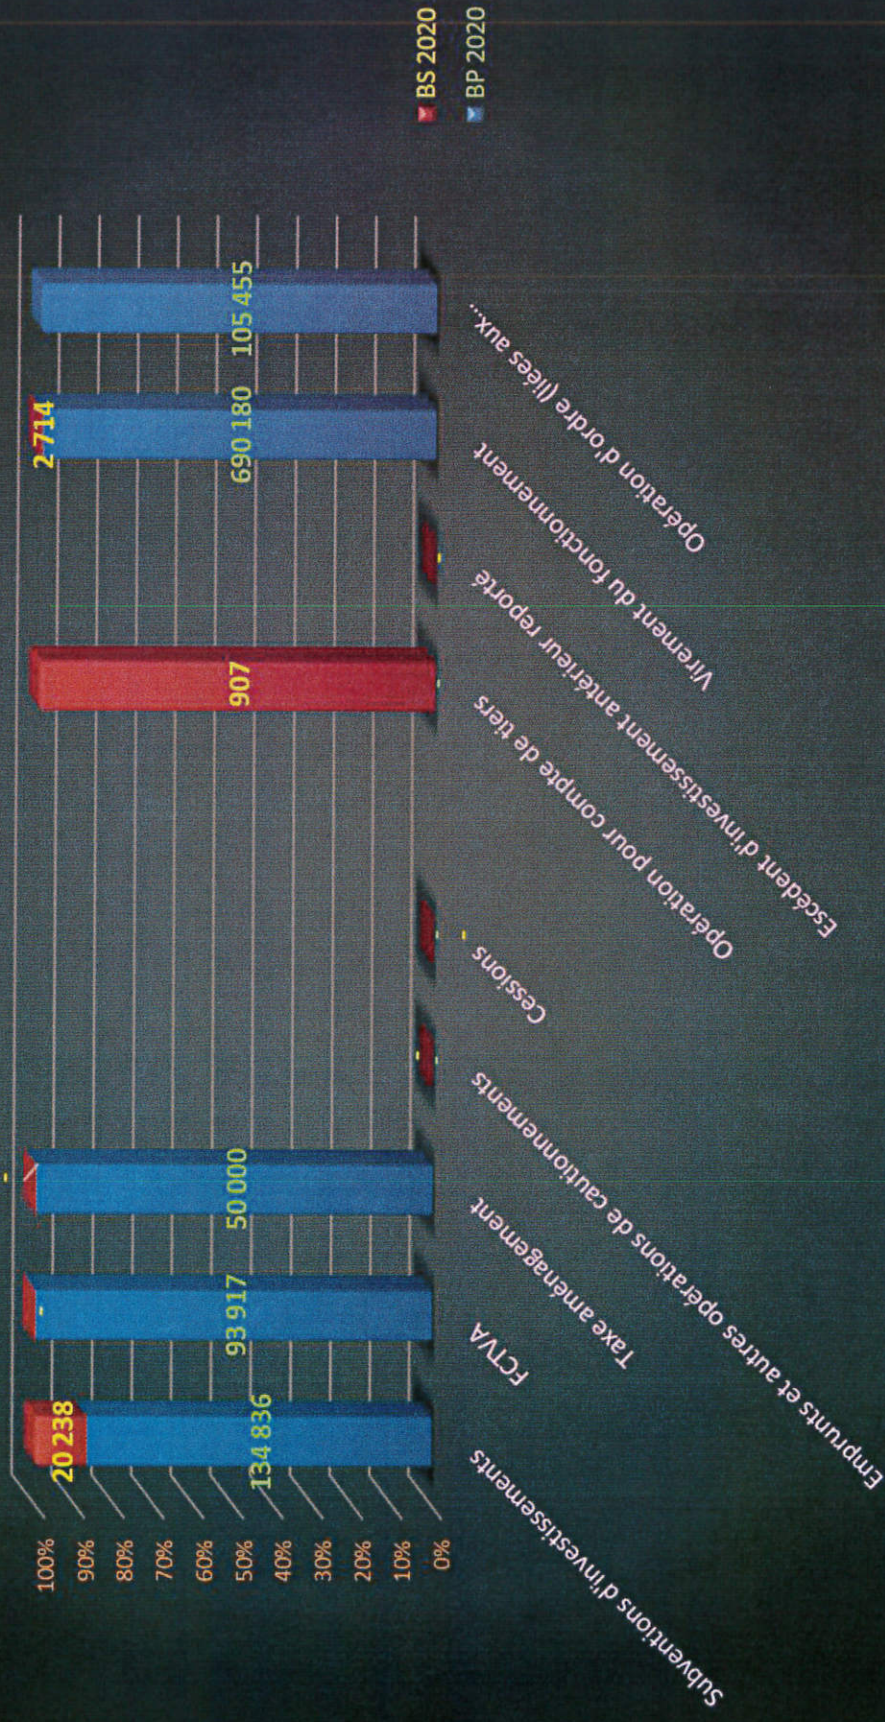 100%
90%
80%
70%
60%
50%
40%
30%
20%
10%
0%
20 238
134 836
93 917
50 000
907
2 714
690 180
105 455
Subventions d'investissements
FCTVA
Taxe aménagement
Emprunts et autres opérations de cautionnements
Cessions
Opération pour compte de tiers
Escédent d'investissement antérieur reporté
Virement du fonctionnement
Opération d'ordre (liées aux...
BS 2020
BP 2020